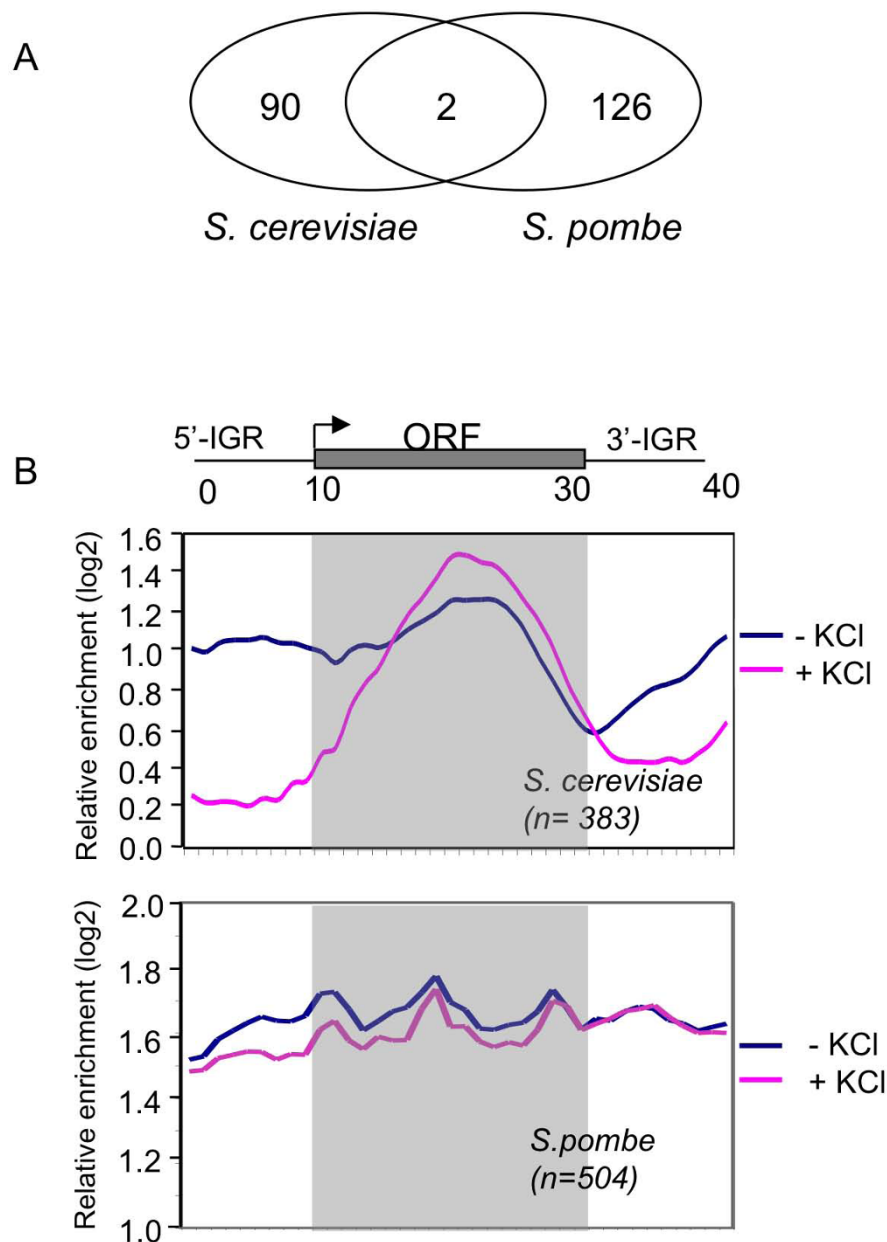 A
90 2 126
S. cerevisiae S. pombe
B
5’-IGR ORF 3’-IGR
0 10 30 40
Relative enrichment (log2)
1.6
1.4
1.2
1.0
0.8
0.6
0.4
0.2
0.0
- KCl
+ KCl
S. cerevisiae
(n= 383)
Relative enrichment (log2)
2.0
1.8
1.6
1.4
1.2
1.0
- KCl
+ KCl
S.pombe
(n=504)